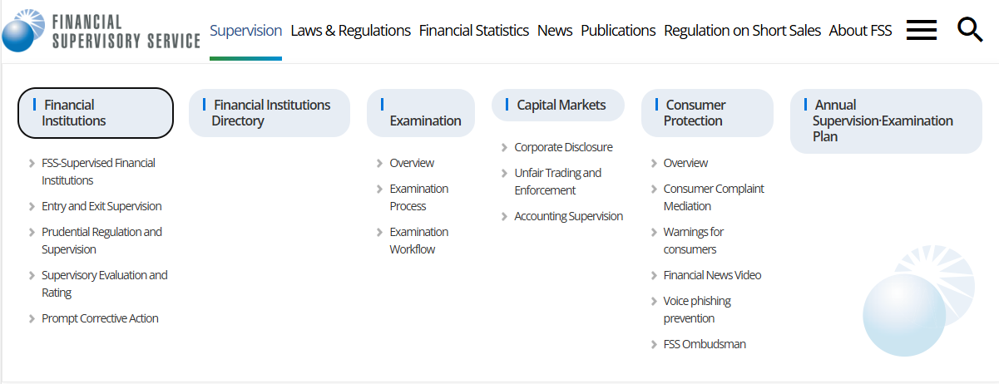 FINANCIAL
SUPERVISORY SERVICE
Supervision Laws & Regulations Financial Statistics News Publications Regulation on Short Sales About FSS
Financial
Institutions
FSS-Supervised Financial
Institutions
Entry and Exit Supervision
Prudential Regulation and
Supervision
Supervisory Evaluation and
Rating
Prompt Corrective Action
Financial Institutions
Directory
Examination
Overview
Examination
Process
Examination
Workflow
Capital Markets
Corporate Disclosure
Unfair Trading and
Enforcement
Accounting Supervision
Consumer
Protection
Overview
Consumer Complaint
Mediation
Warnings for
consumers
Financial News Video
Voice phishing
prevention
FSS Ombudsman
Annual
Supervision·Examination
Plan